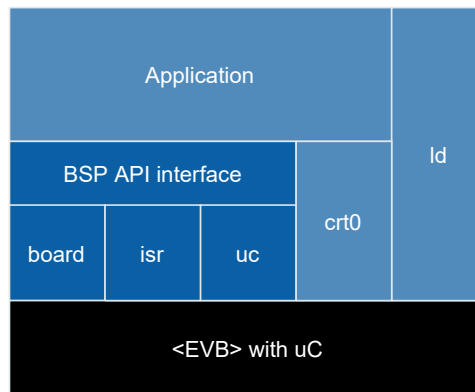 Application
ld
BSP API interface
crt0
board
isr
uc
<EVB> with uC